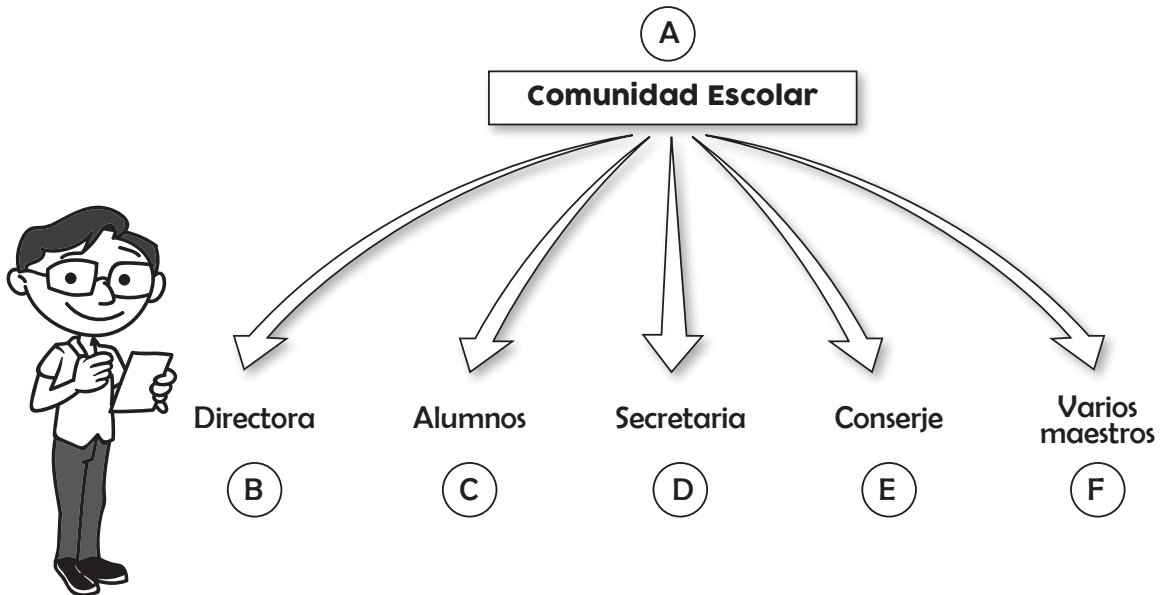 A
Comunidad Escolar
Directora
Alumnos
Secretaria
Conserje
Varios
maestros
B
C
D
E
F